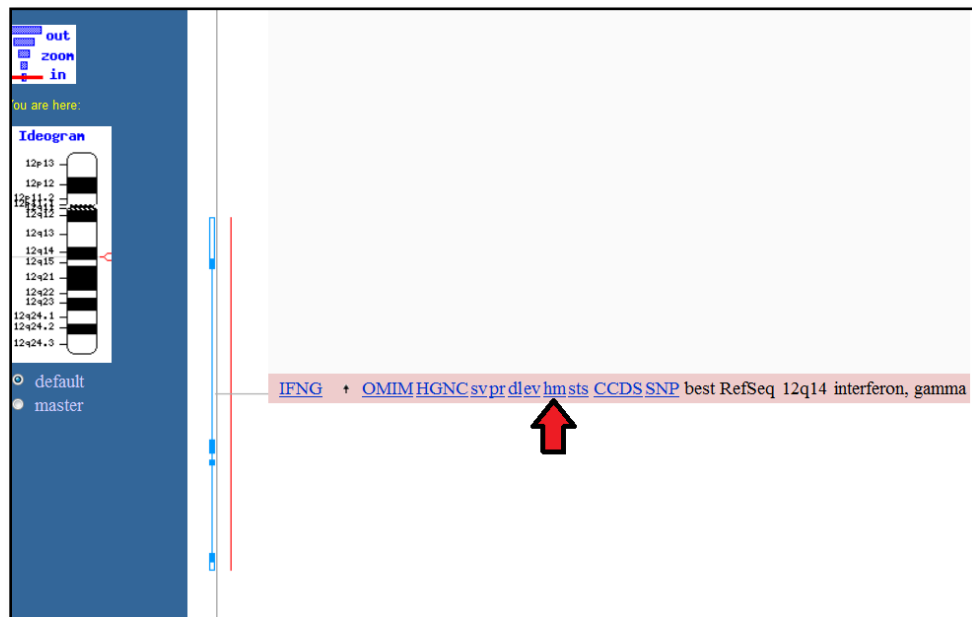 out
zoom
in
You are here:
Ideogram
12p13
12p12
12p11.2
12q12
12q13
12q14
12q15
12q21
12q22
12q23
12q24.1
12q24.2
12q24.3
default
master
IFNG OMIM HGNC sv pr dl ev hm sts CCDS SNP best RefSeq 12q14 interferon, gamma